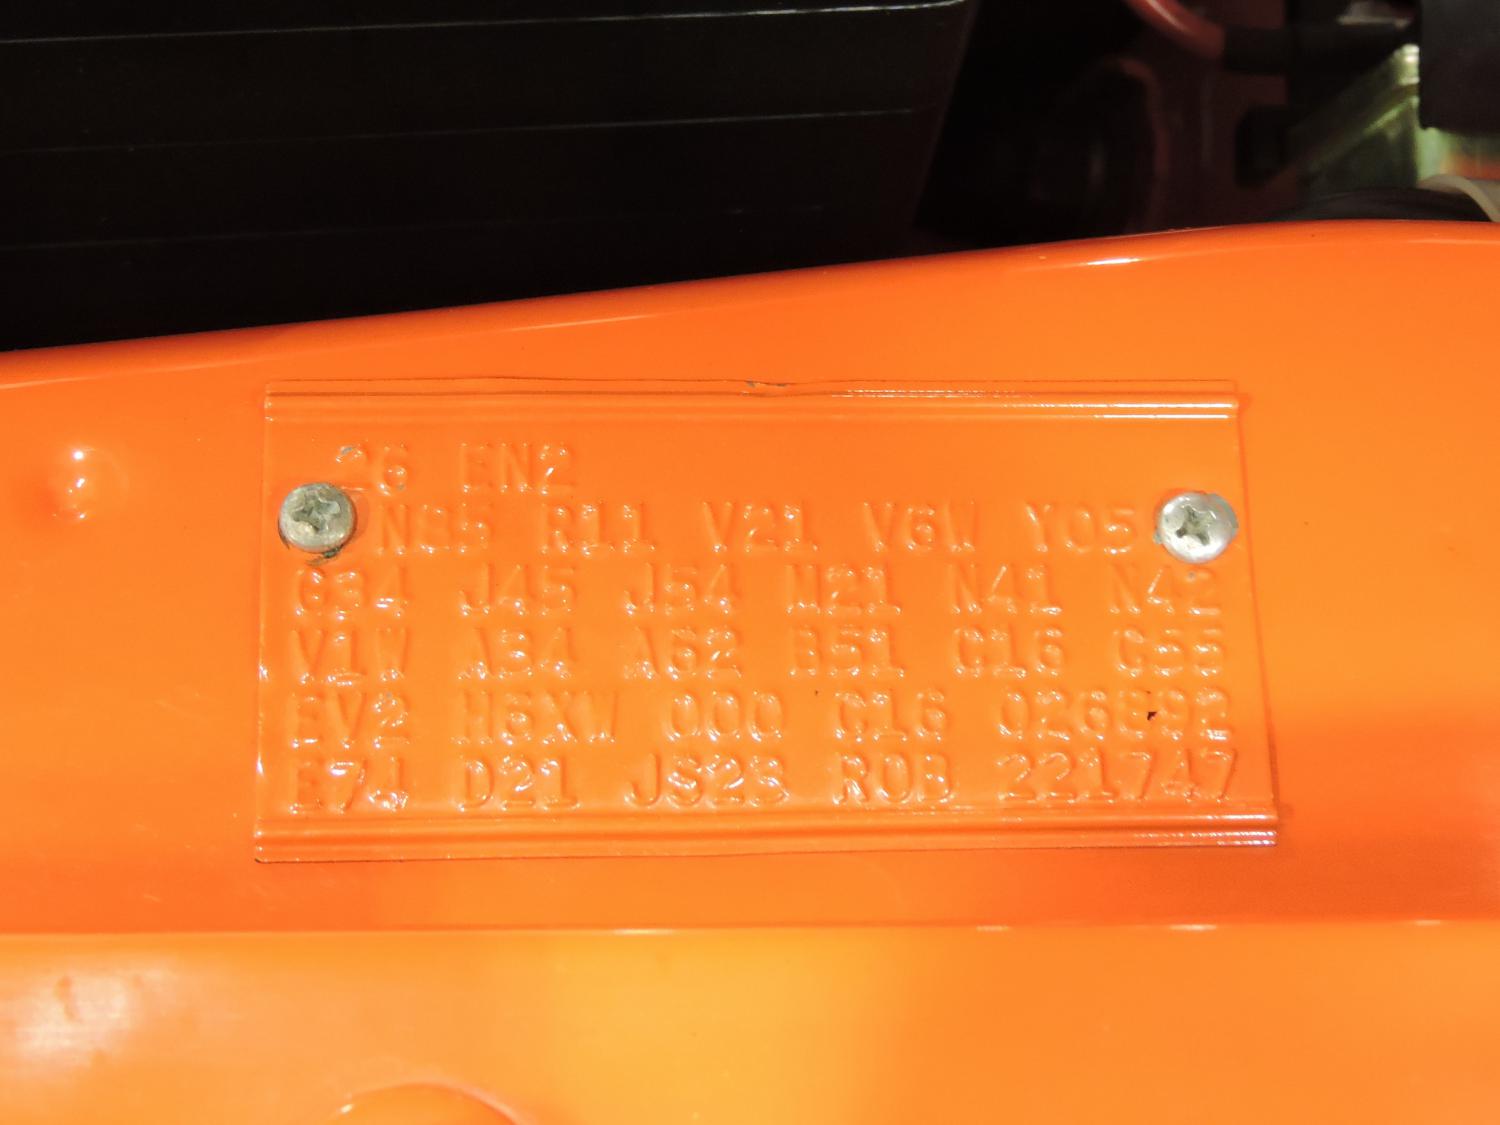 26 EN2
N85 R11 V21 V6W Y05
G34 J45 J54 M21 N41 N42
V1W A34 A62 B51 C16 C55
EV2 H6XW 000 C16 026892
E74 D21 JS23 R0B 221747